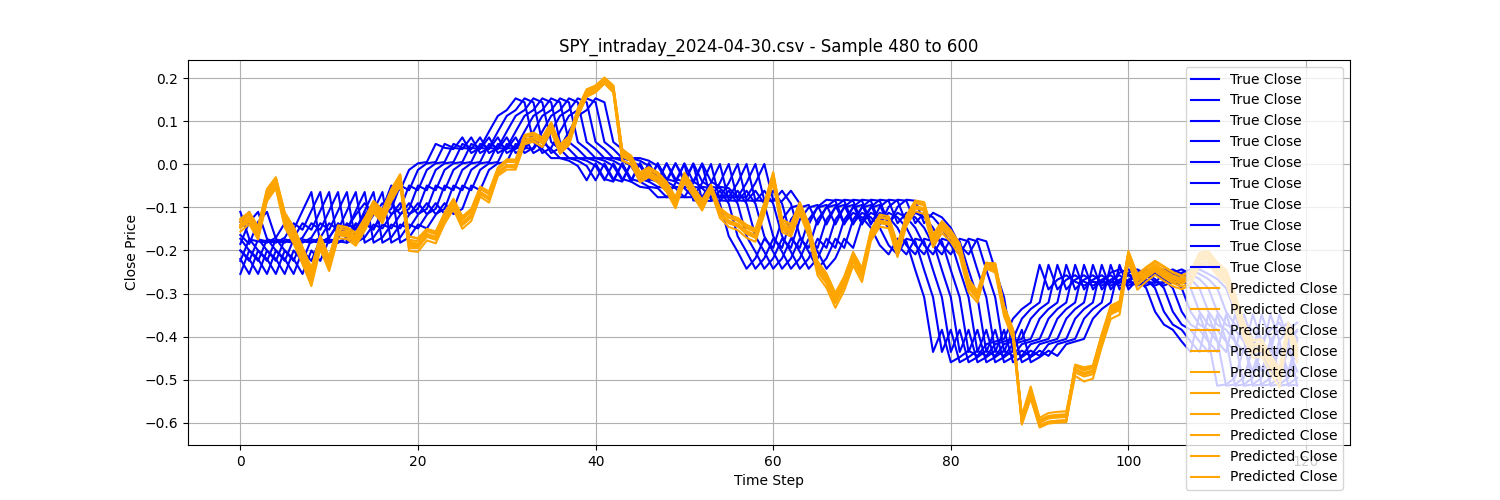 SPY_intraday_2024-04-30.csv - Sample 480 to 600
0.2
0.1
0.0
−0.1
−0.2
−0.3
−0.4
−0.5
−0.6
Close Price
0
20
40
60
80
100
120
Time Step
True Close
True Close
True Close
True Close
True Close
True Close
True Close
True Close
True Close
True Close
Predicted Close
Predicted Close
Predicted Close
Predicted Close
Predicted Close
Predicted Close
Predicted Close
Predicted Close
Predicted Close
Predicted Close